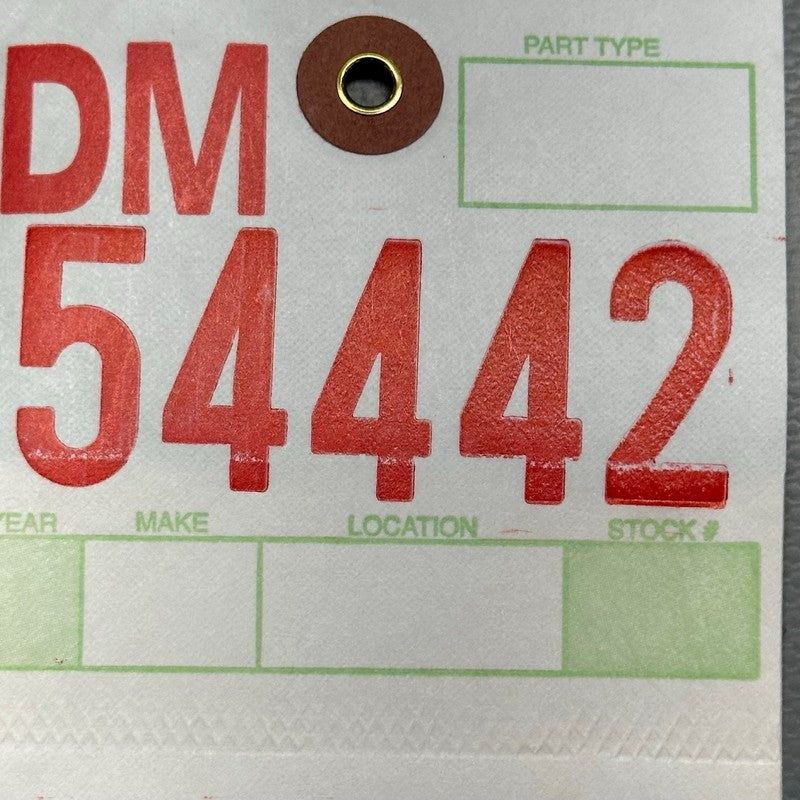 PART TYPE
DM
54442
YEAR MAKE LOCATION STOCK #